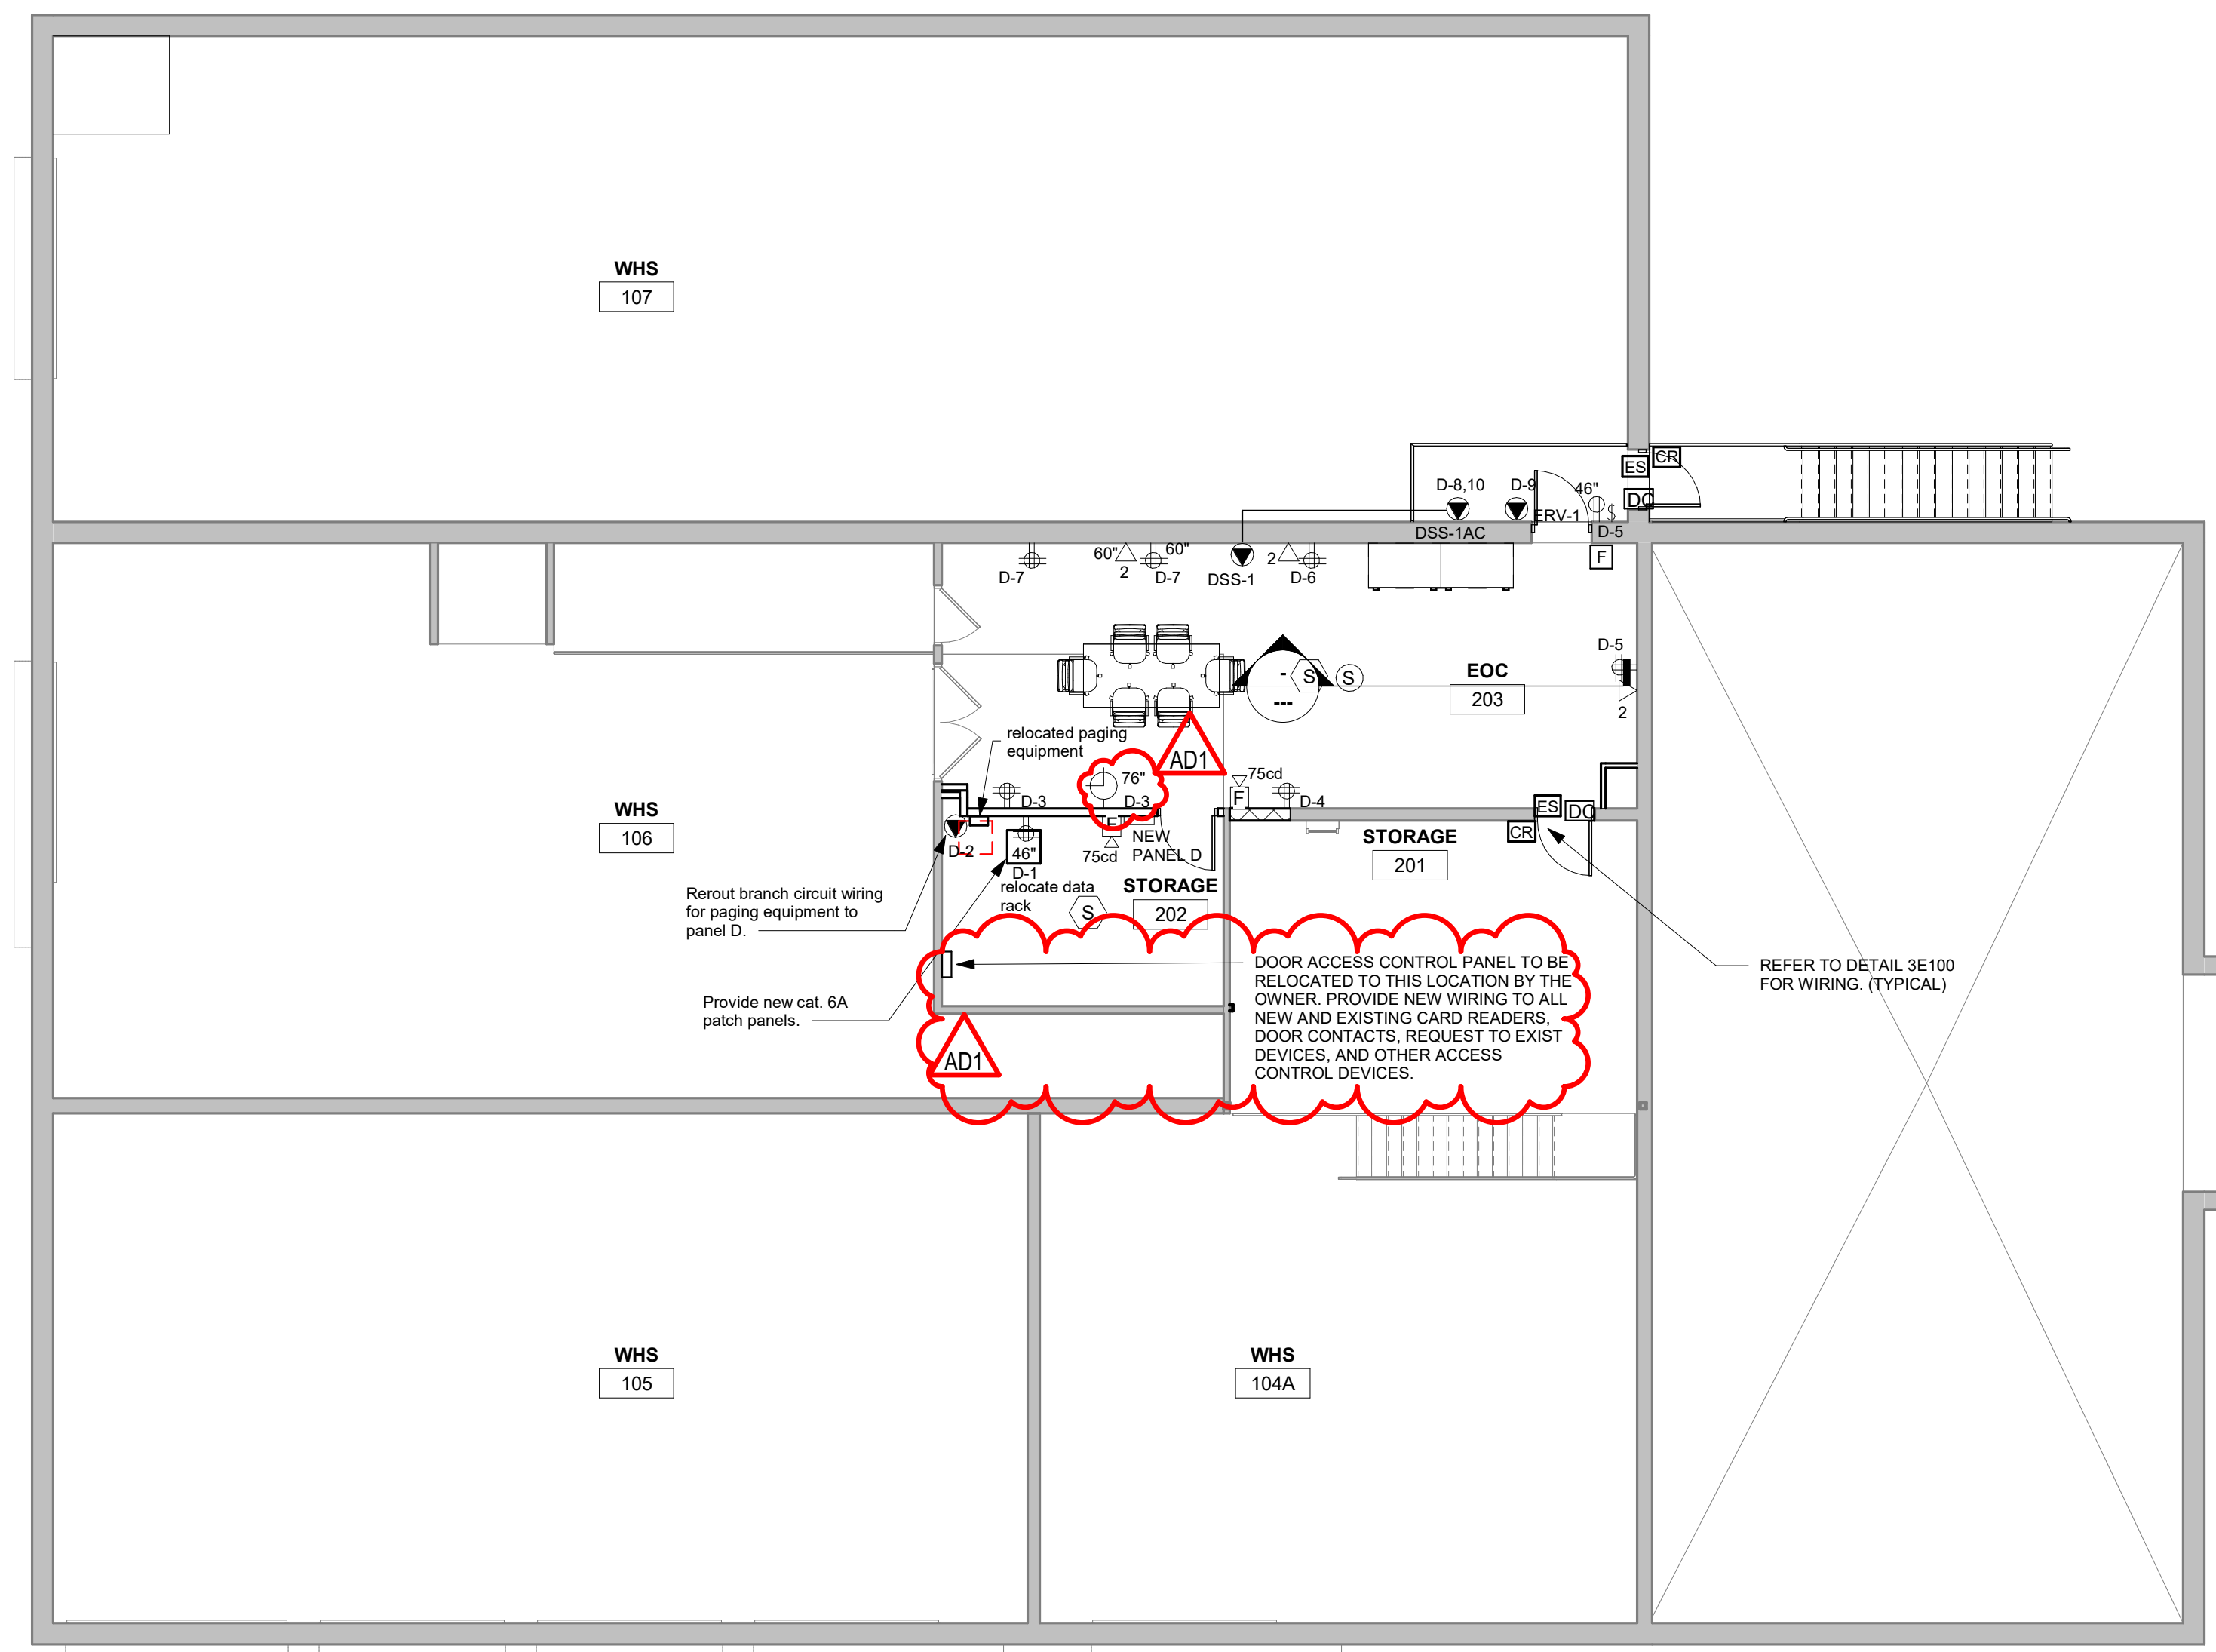 WHS
107
ES
CR
DC
D-8,10
D-9
46"
ERV-1
$
DSS-1AC
D-5
F
D-7
60"
2
60"
D-7
DSS-1
2
D-6
D-5
2
-
S
S
---
EOC
203
relocated paging
equipment
AD1
76"
D-3
D-3
75cd
F
D-4
ES
DC
CR
WHS
106
D-2
46"
D-1
F
75cd
NEW
PANEL D
STORAGE
201
relocate data
rack
STORAGE
202
S
Rerout branch circuit wiring
for paging equipment to
panel D.
Provide new cat. 6A
patch panels.
DOOR ACCESS CONTROL PANEL TO BE
RELOCATED TO THIS LOCATION BY THE
OWNER. PROVIDE NEW WIRING TO ALL
NEW AND EXISTING CARD READERS,
DOOR CONTACTS, REQUEST TO EXIST
DEVICES, AND OTHER ACCESS
CONTROL DEVICES.
REFER TO DETAIL 3E100
FOR WIRING. (TYPICAL)
AD1
WHS
105
WHS
104A